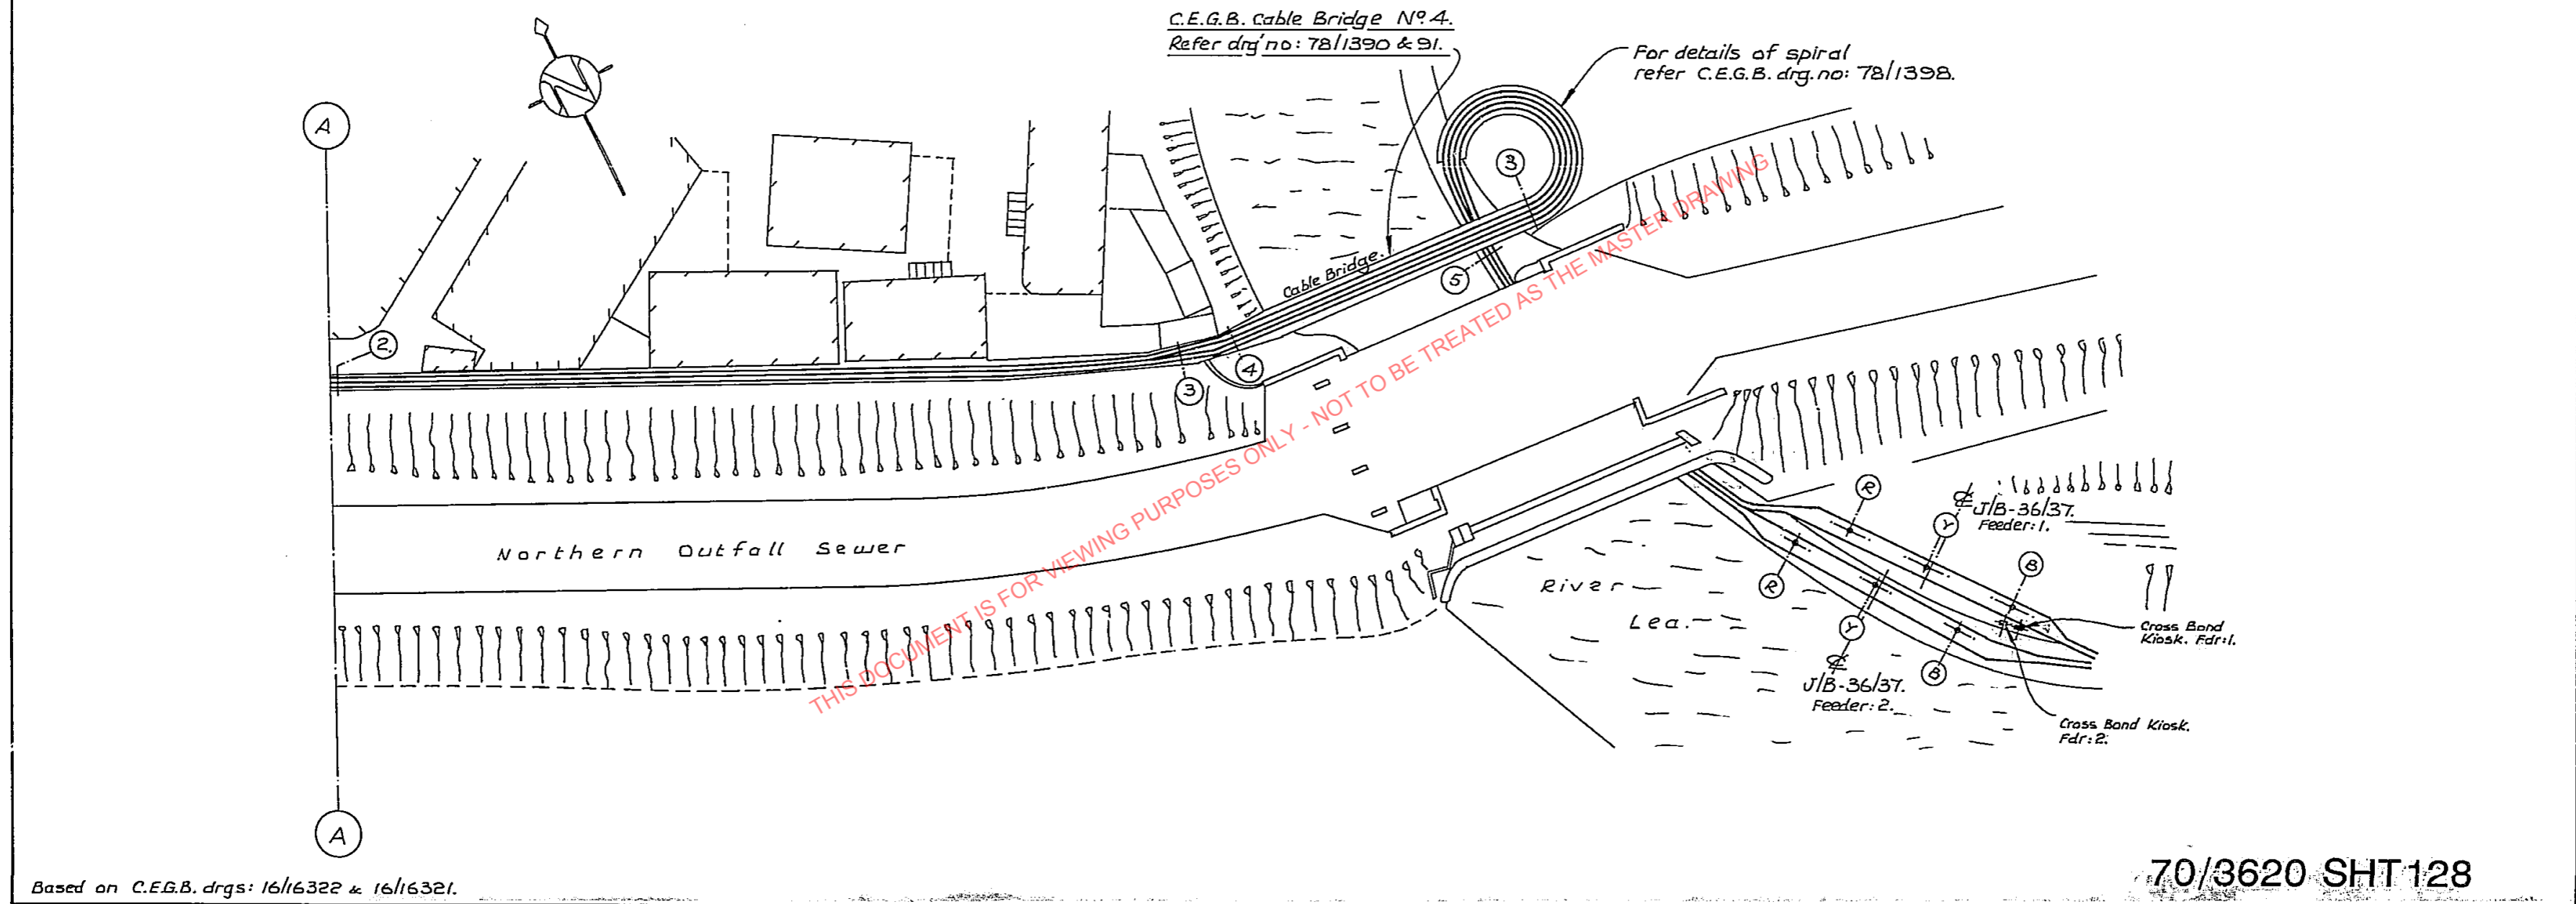 C.E.G.B. Cable Bridge Nº 4.
Refer drg' no: 78/1390 & 91.
For details of spiral
refer C.E.G.B. drg. no: 78/1398.
N
A
3
Cable Bridge.
5
2.
4
3
THIS DOCUMENT IS FOR VIEWING PURPOSES ONLY - NOT TO BE TREATED AS THE MASTER DRAWING
Northern Outfall Sewer
R
Y
J/B-36/37.
Feeder: 1.
B
R
River
Lea.
Y
Cross Bond
Kiosk. Fdr:1.
B
J/B-36/37.
Feeder: 2.
Cross Bond Kiosk.
Fdr: 2.
A
Based on C.E.G.B. drgs: 16/16322 & 16/16321.
70/3620 SHT128